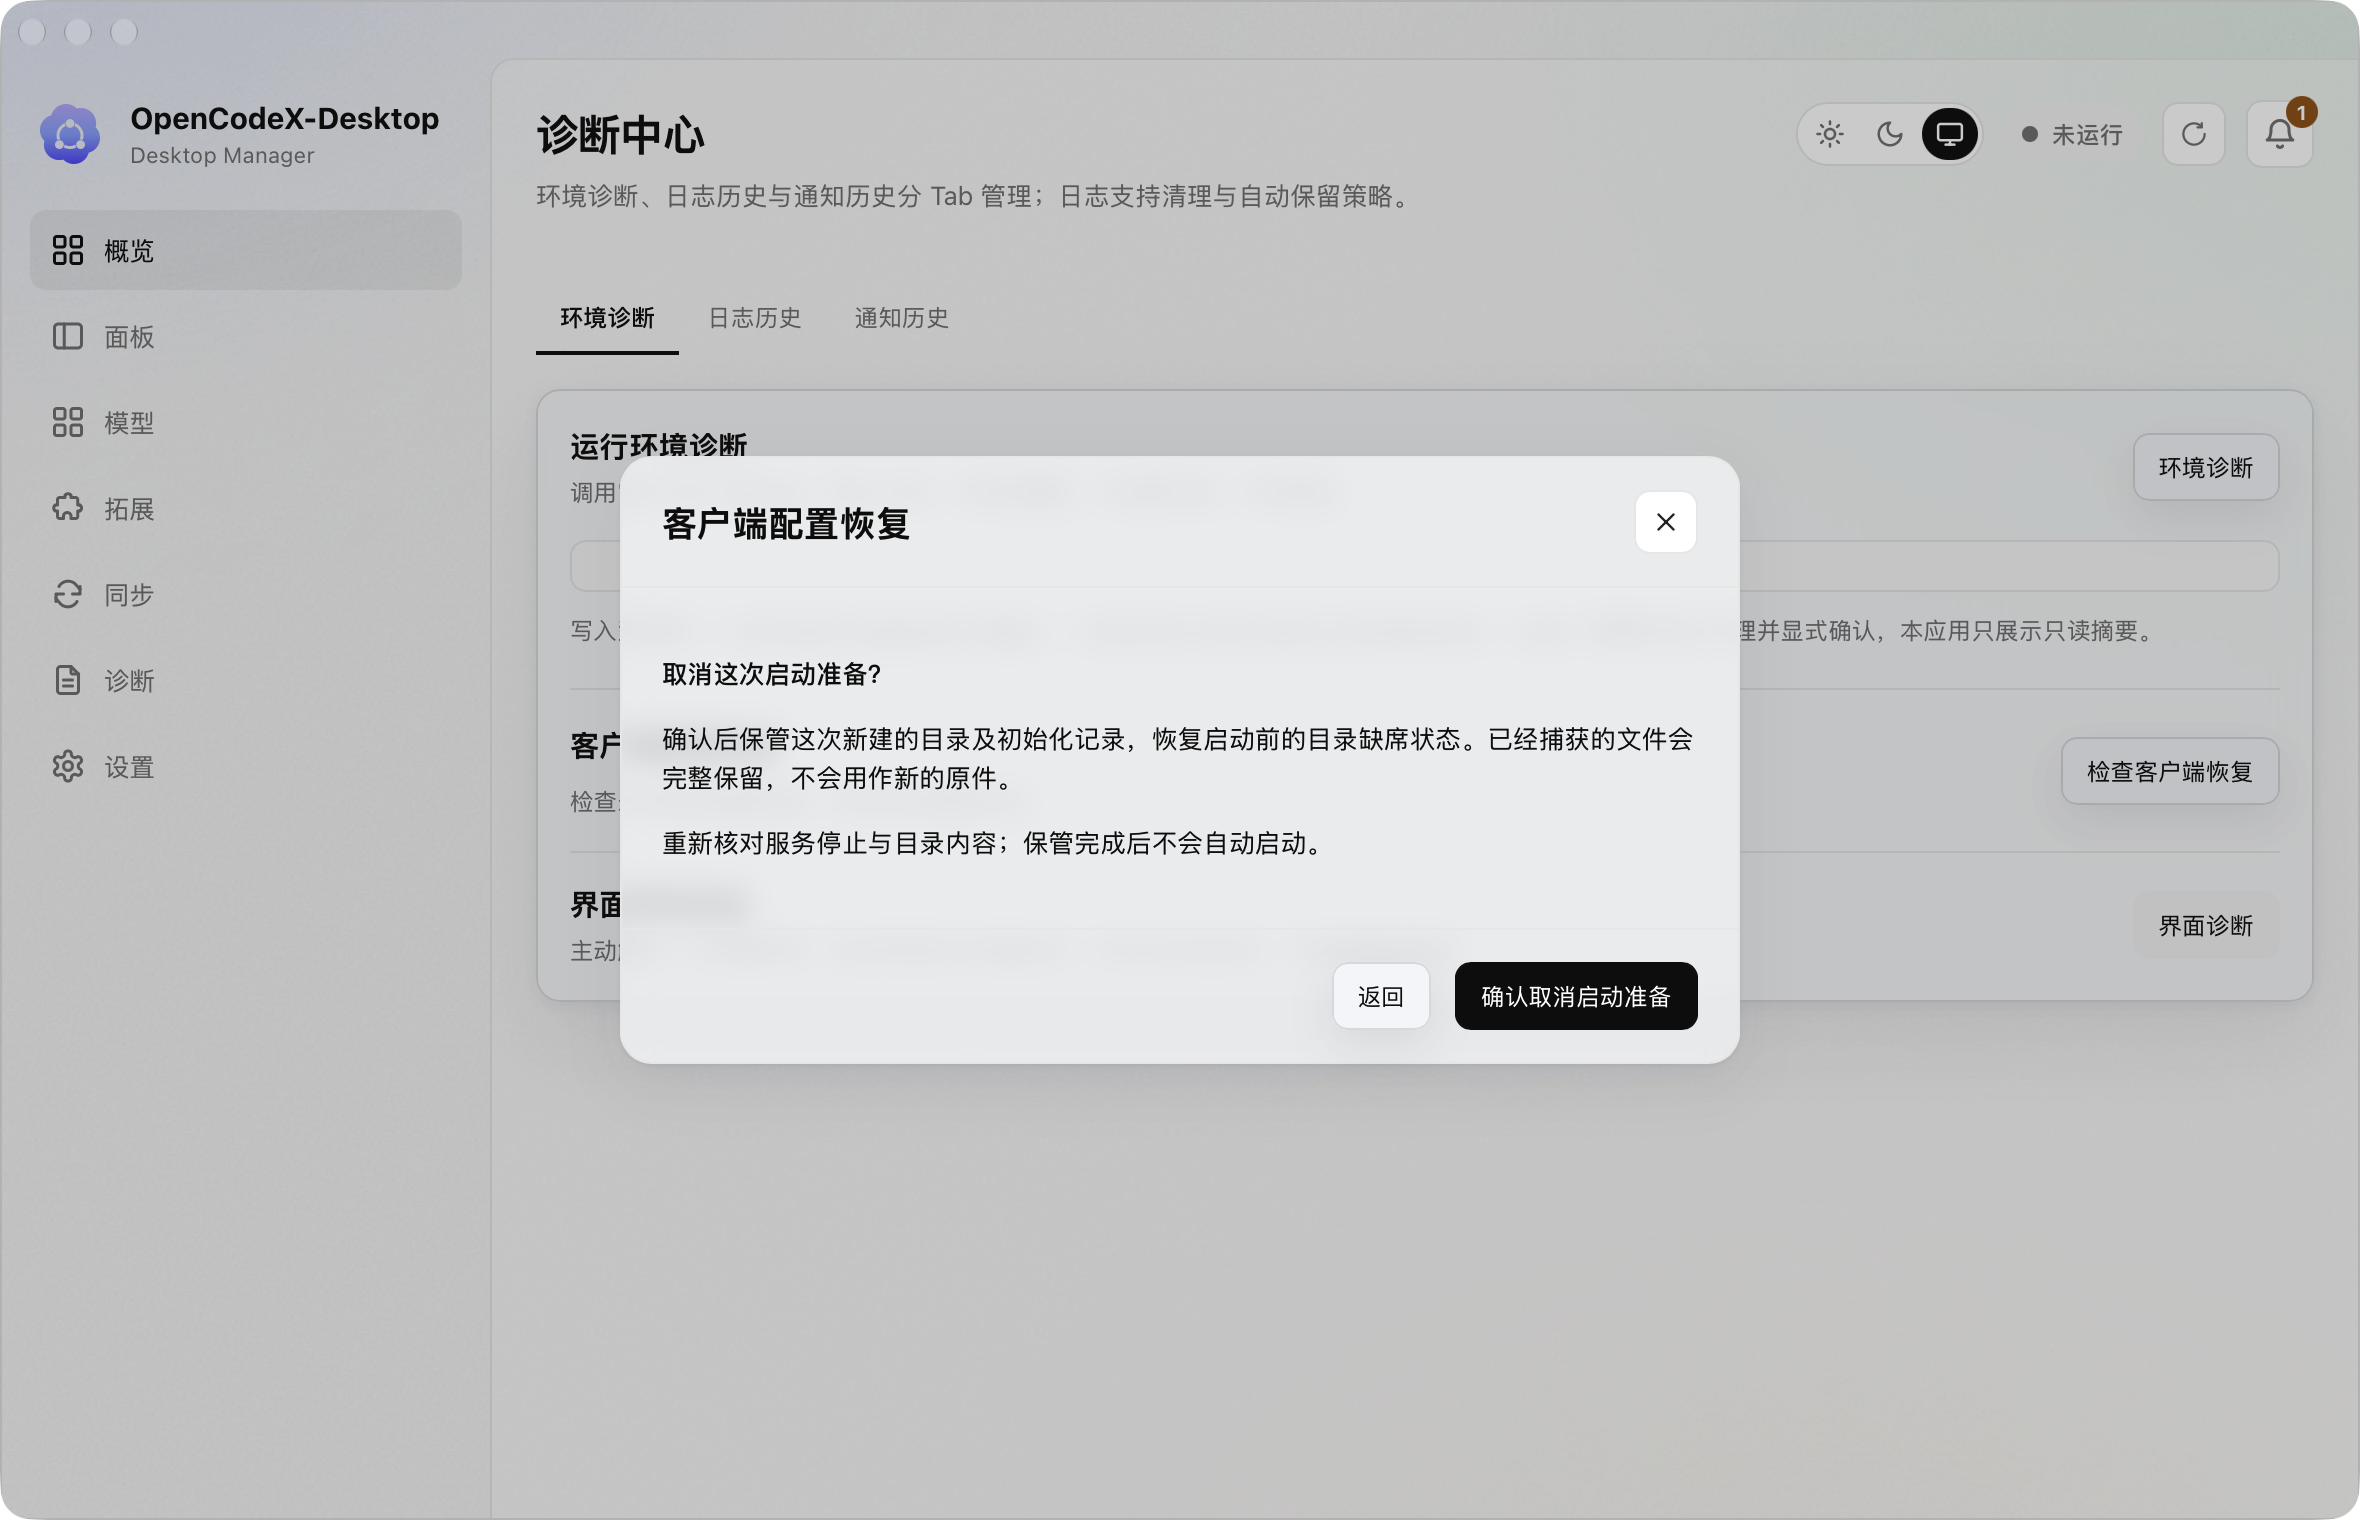 OpenCodeX-Desktop
Desktop Manager
概览
面板
模型
拓展
同步
诊断
设置
诊断中心
环境诊断、日志历史与通知历史分 Tab 管理；日志支持清理与自动保留策略。
未运行
1
环境诊断
日志历史
通知历史
运行环境诊断
调用
环境诊断
写入
理并显式确认，本应用只展示只读摘要。
客户
检查
检查客户端恢复
界面
主动
界面诊断
客户端配置恢复
取消这次启动准备？
确认后保管这次新建的目录及初始化记录，恢复启动前的目录缺席状态。已经捕获的文件会
完整保留，不会用作新的原件。
重新核对服务停止与目录内容；保管完成后不会自动启动。
返回
确认取消启动准备